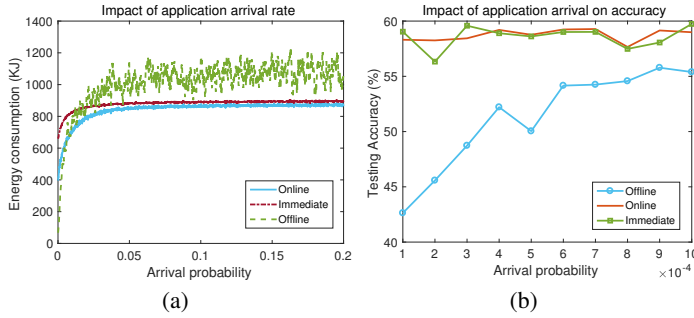 Impact of application arrival rate
Energy consumption (KJ)
1400
1200
1000
800
600
400
200
0
Online
Immediate
Offline
0 0.05 0.1 0.15 0.2
Arrival probability
(a)
Impact of application arrival on accuracy
Testing Accuracy (%)
60
55
50
45
40
Offline
Online
Immediate
1 2 3 4 5 6 7 8 9 10
Arrival probability
×10⁻⁴
(b)